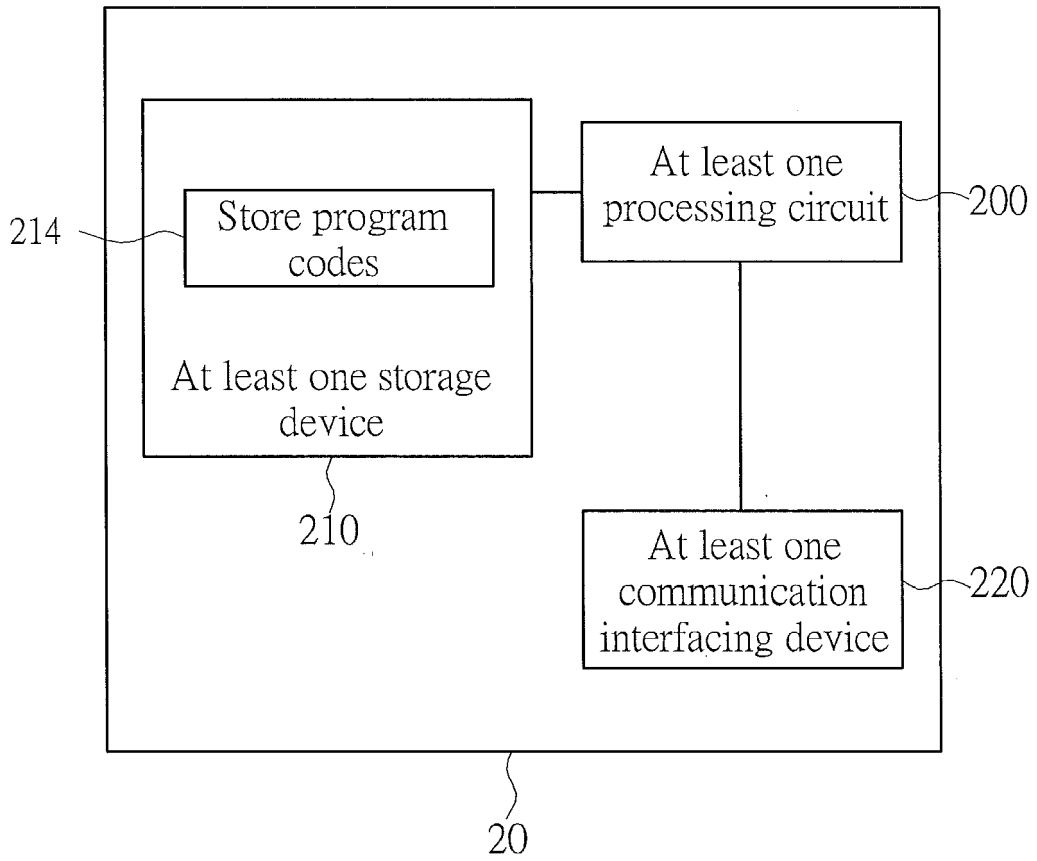 At least one
processing circuit
200
214
Store program
codes
At least one storage
device
210
At least one
communication
interfacing device
220
20